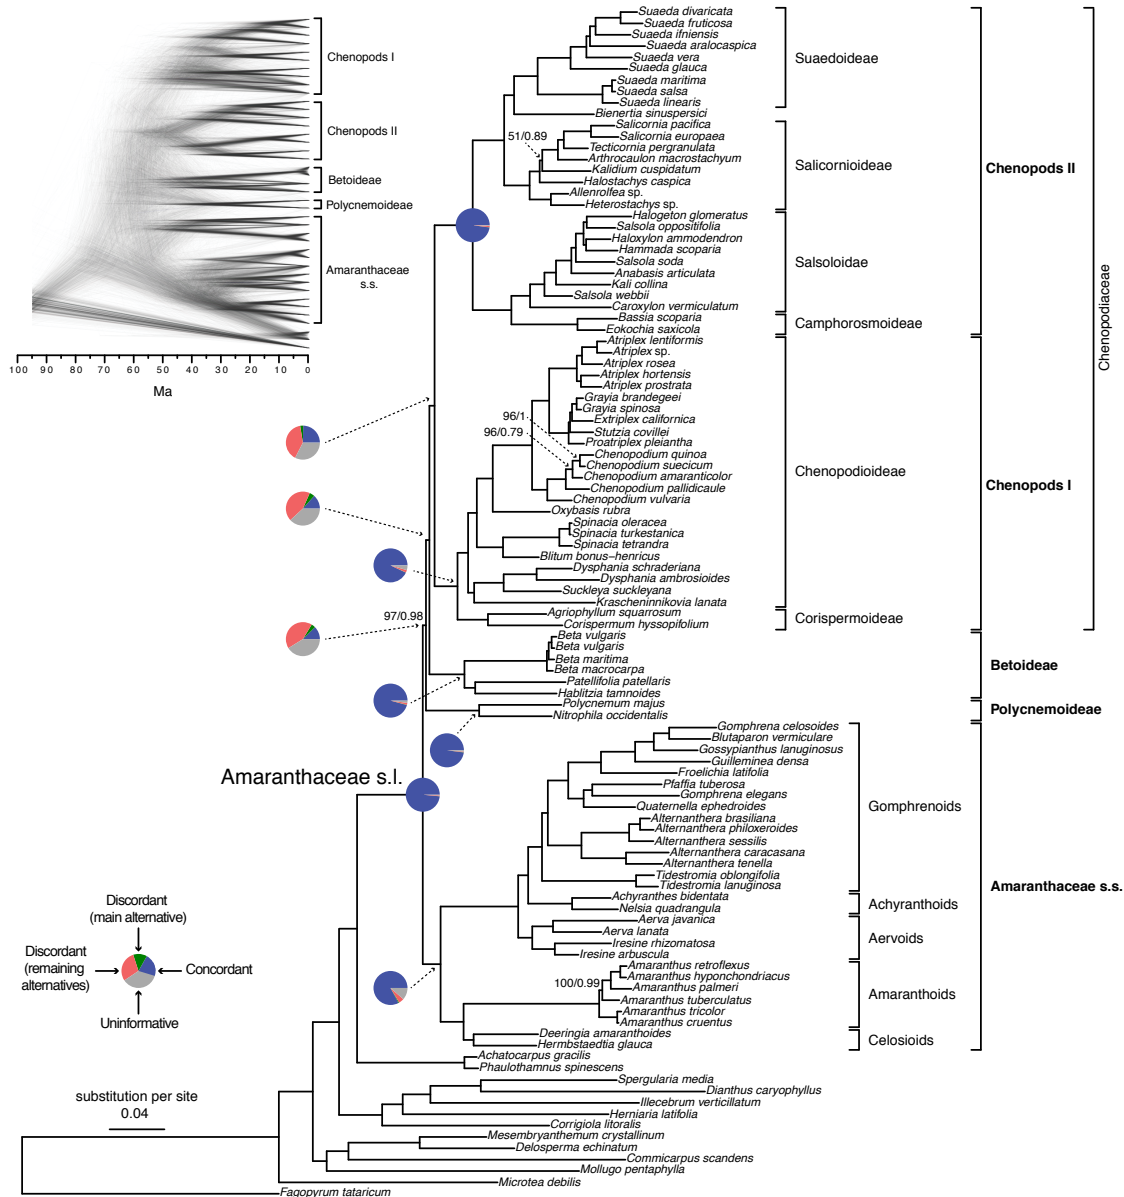 Chenopods I
Chenopods II
Betoideae
Polycnemoideae
Amaranthaceae
s.s.
100 90 80 70 60 50 40 30 20 10 0
Ma
Suaeda divaricata
Suaeda fruticosa
Suaeda ifniensis
Suaeda aralocaspica
Suaeda vera
Suaeda glauca
Suaeda maritima
Suaeda salsa
Suaeda linearis
Bienertia sinuspersici
Salicornia pacifica
Salicornia europaea
Tecticornia pergranulata
Arthrocaulon macrostachyum
Kalidium cuspidatum
Halostachys caspica
Allenrolfea sp.
Heterostachys sp.
Halogeton glomeratus
Salsola oppositifolia
Haloxylon ammodendron
Hammada scoparia
Salsola soda
Anabasis articulata
Kali collina
Salsola webbii
Caroxylon vermiculatum
Bassia scoparia
Eokochia saxicola
Atriplex lentiformis
Atriplex sp.
Atriplex rosea
Atriplex hortensis
Atriplex prostrata
Grayia brandegeei
Grayia spinosa
Extriplex californica
Stutzia covillei
Proatriplex pleiantha
Chenopodium quinoa
Chenopodium suecicum
Chenopodium amaranticolor
Chenopodium pallidicaule
Chenopodium vulvaria
Oxybasis rubra
Spinacia oleracea
Spinacia turkestanica
Spinacia tetrandra
Blitum bonus−henricus
Dysphania schraderiana
Dysphania ambrosioides
Suckleya suckleyana
Krascheninnikovia lanata
Agriophyllum squarrosum
Corispermum hyssopifolium
Beta vulgaris
Beta vulgaris
Beta maritima
Beta macrocarpa
Patellifolia patellaris
Hablitzia tamnoides
Polycnemum majus
Nitrophila occidentalis
Gomphrena celosoides
Blutaparon vermiculare
Gossypianthus lanuginosus
Guilleminea densa
Froelichia latifolia
Pfaffia tuberosa
Gomphrena elegans
Quaternella ephedroides
Alternanthera brasiliana
Alternanthera philoxeroides
Alternanthera sessilis
Alternanthera caracasana
Alternanthera tenella
Tidestromia oblongifolia
Tidestromia lanuginosa
Achyranthes bidentata
Nelsia quadrangula
Aerva javanica
Aerva lanata
Iresine rhizomatosa
Iresine arbuscula
Amaranthus retroflexus
Amaranthus hyponchondriacus
Amaranthus palmeri
Amaranthus tuberculatus
Amaranthus tricolor
Amaranthus cruentus
Deeringia amaranthoides
Hermbstaedtia glauca
Achatocarpus gracilis
Phaulothamnus spinescens
Spergularia media
Dianthus caryophyllus
Illecebrum verticillatum
Herniaria latifolia
Corrigiola litoralis
Mesembryanthemum crystallinum
Delosperma echinatum
Commicarpus scandens
Mollugo pentaphylla
Microtea debilis
Fagopyrum tataricum
51/0.89
96/1
96/0.79
97/0.98
100/0.99
Amaranthaceae s.l.
Suaedoideae
Salicornioideae
Salsoloidae
Camphorosmoideae
Chenopodioideae
Corispermoideae
Gomphrenoids
Achyranthoids
Aervoids
Amaranthoids
Celosioids
Chenopods II
Chenopods I
Betoideae
Polycnemoideae
Amaranthaceae s.s.
Chenopodiaceae
Discordant
(main alternative)
Discordant
(remaining
alternatives)
Concordant
Uninformative
substitution per site
0.04